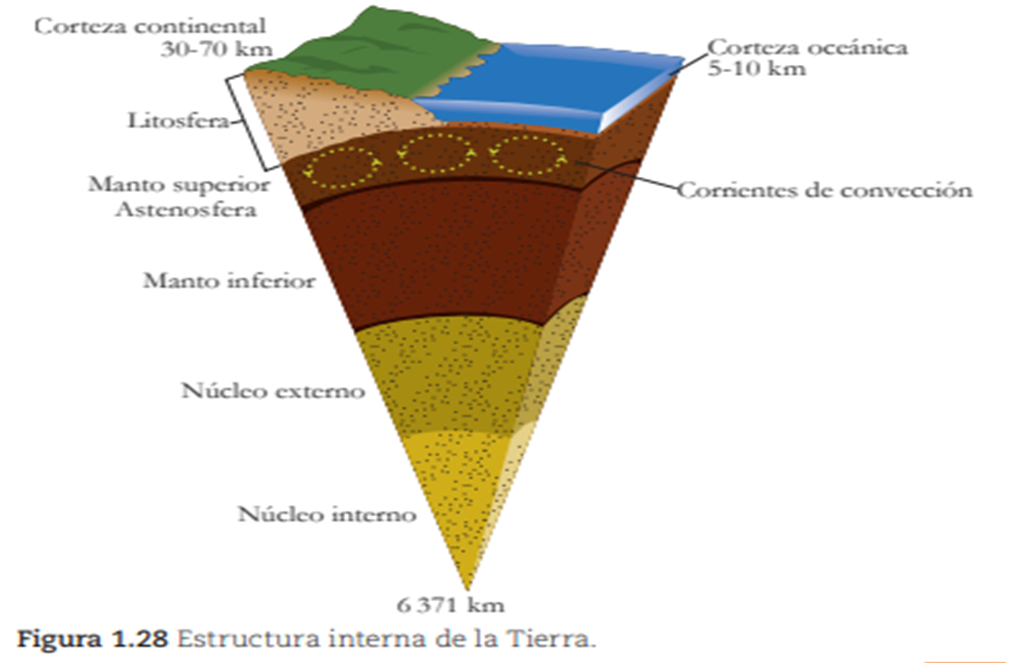 Corteza continental
30-70 km
Corteza oceánica
5-10 km
Litosfera
Manto superior
Astenosfera
Corrientes de convección
Manto inferior
Núcleo externo
Núcleo interno
6 371 km
Figura 1.28 Estructura interna de la Tierra.